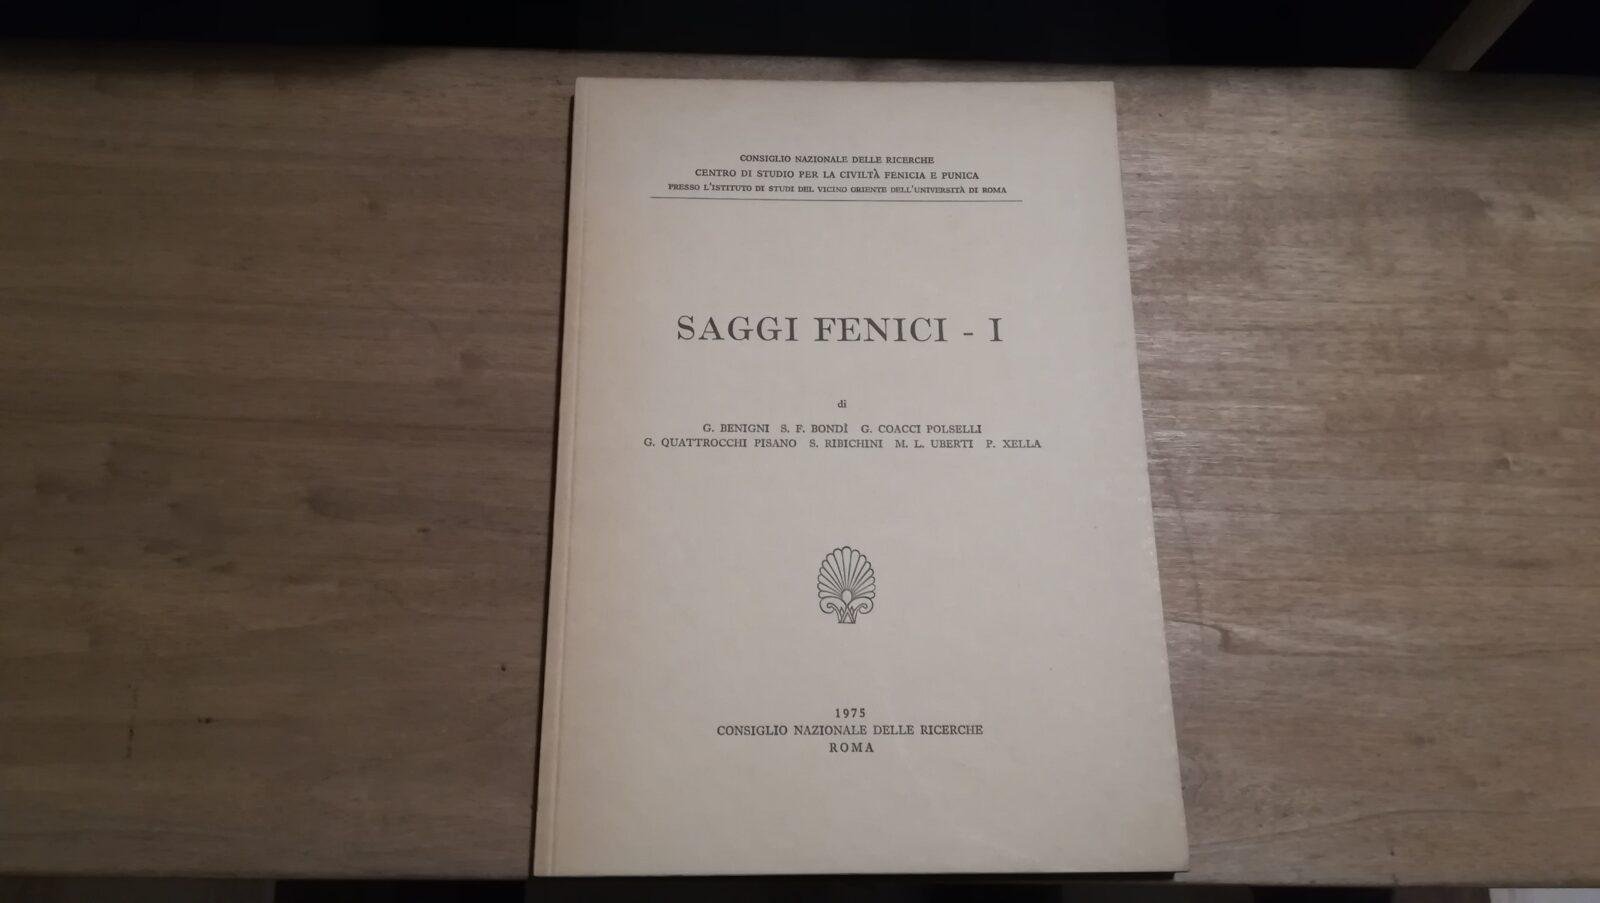 CONSIGLIO NAZIONALE DELLE RICERCHE
CENTRO DI STUDIO PER LA CIVILTÀ FENICIA E PUNICA
PRESSO L'ISTITUTO DI STUDI DEL VICINO ORIENTE DELL'UNIVERSITÀ DI ROMA
SAGGI FENICI - I
di
G. BENIGNI S. F. BONDÌ G. COACCI POLSELLI
G. QUATTROCCHI PISANO S. RIBICHINI M. L. UBERTI P. XELLA
1975
CONSIGLIO NAZIONALE DELLE RICERCHE
ROMA